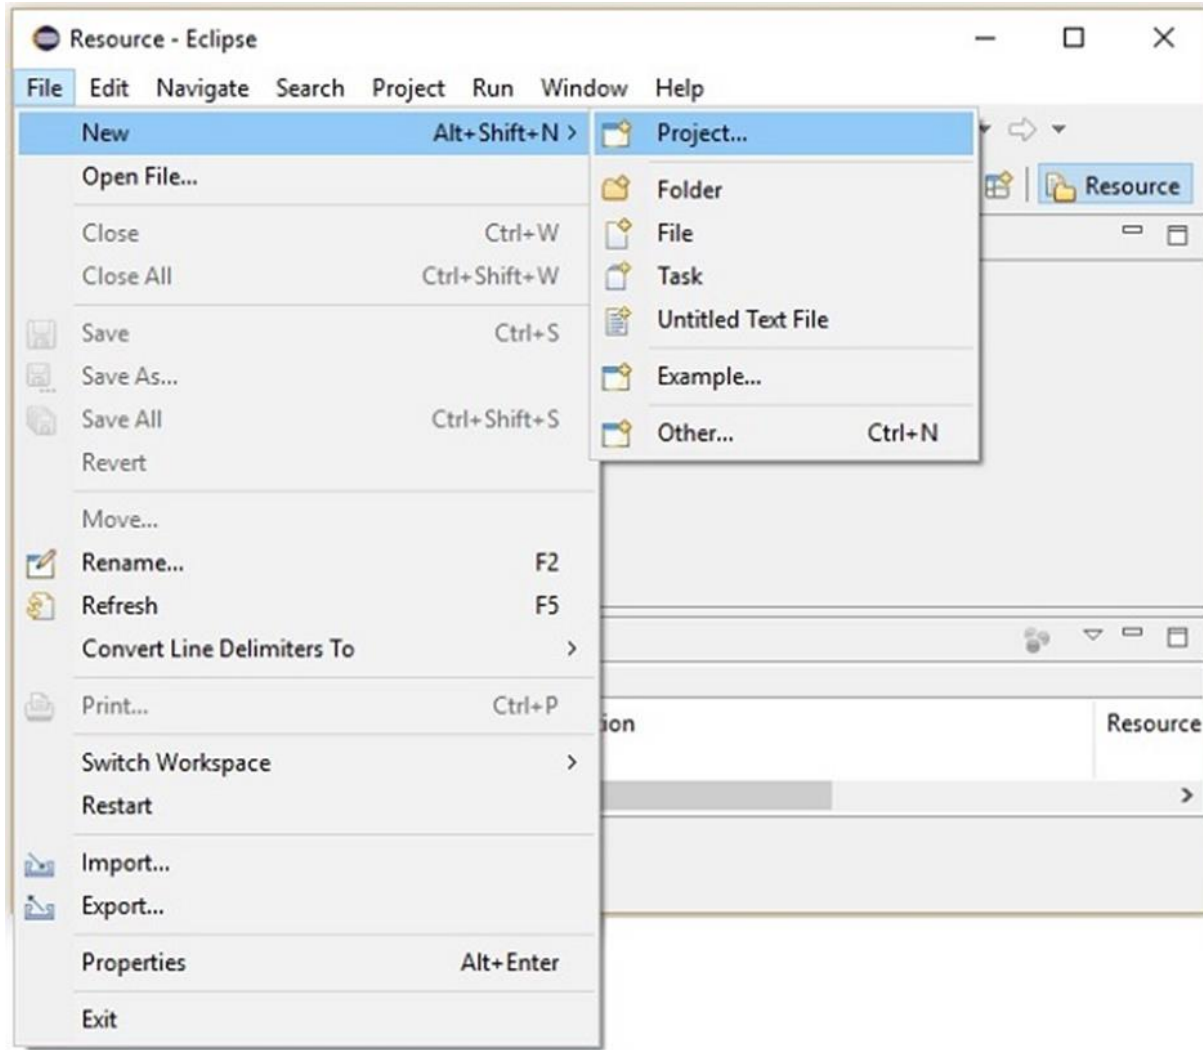 Resource - Eclipse
File Edit Navigate Search Project Run Window Help
New Alt+Shift+N >
Open File...
Close Ctrl+W
Close All Ctrl+Shift+W
Save Ctrl+S
Save As...
Save All Ctrl+Shift+S
Revert
Move...
Rename... F2
Refresh F5
Convert Line Delimiters To >
Print... Ctrl+P
Switch Workspace >
Restart
Import...
Export...
Properties Alt+Enter
Exit
Project...
Folder
File
Task
Untitled Text File
Example...
Other... Ctrl+N
Resource
ion Resource